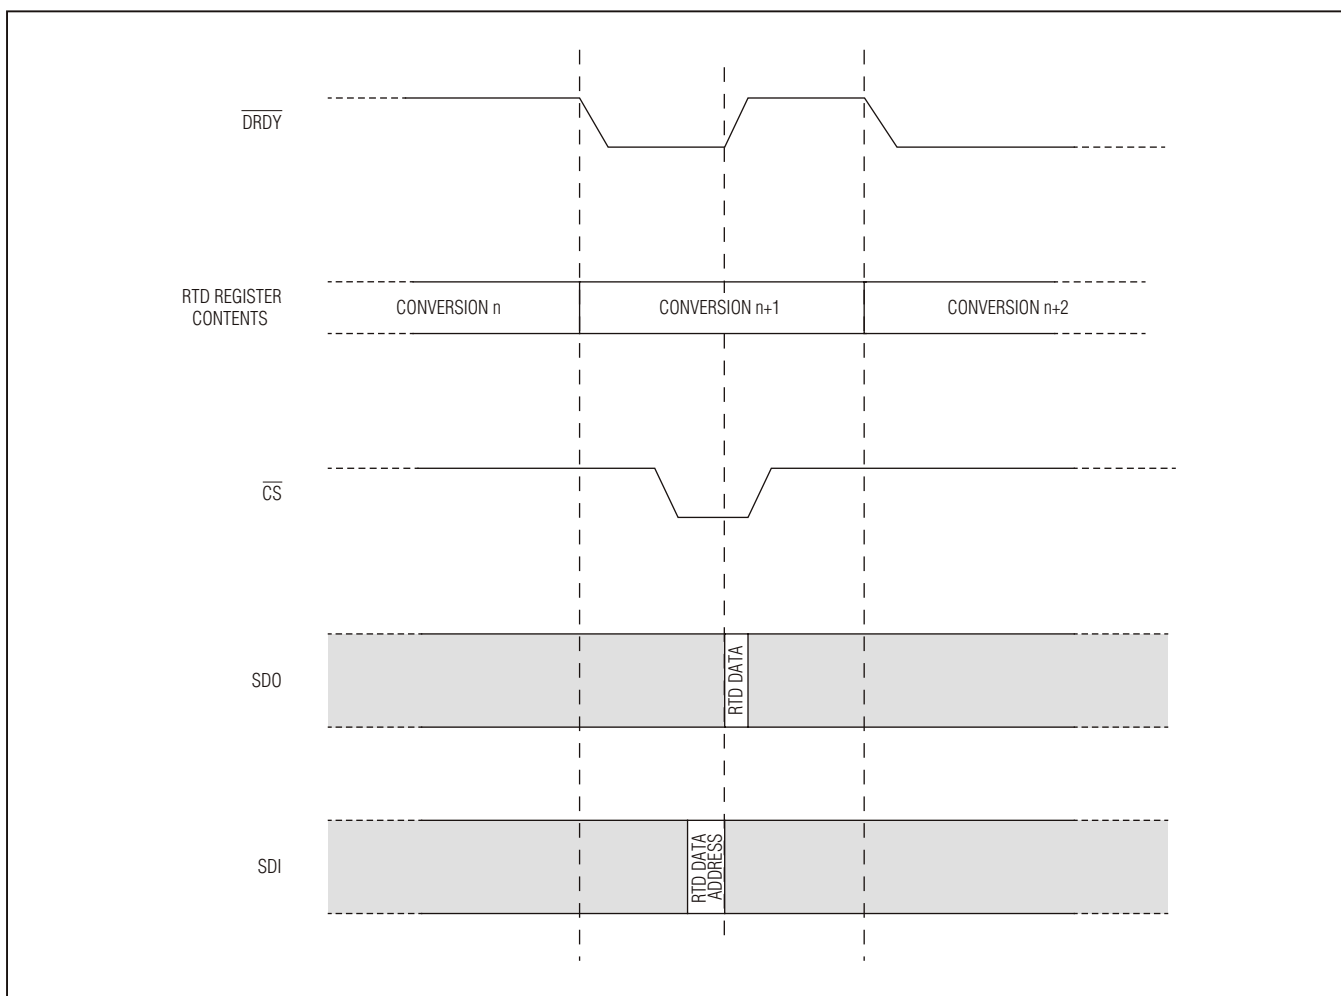 DRDY
RTD REGISTER
CONTENTS
CONVERSION n
CONVERSION n+1
CONVERSION n+2
CS
SDO
RTD DATA
SDI
RTD DATA
ADDRESS